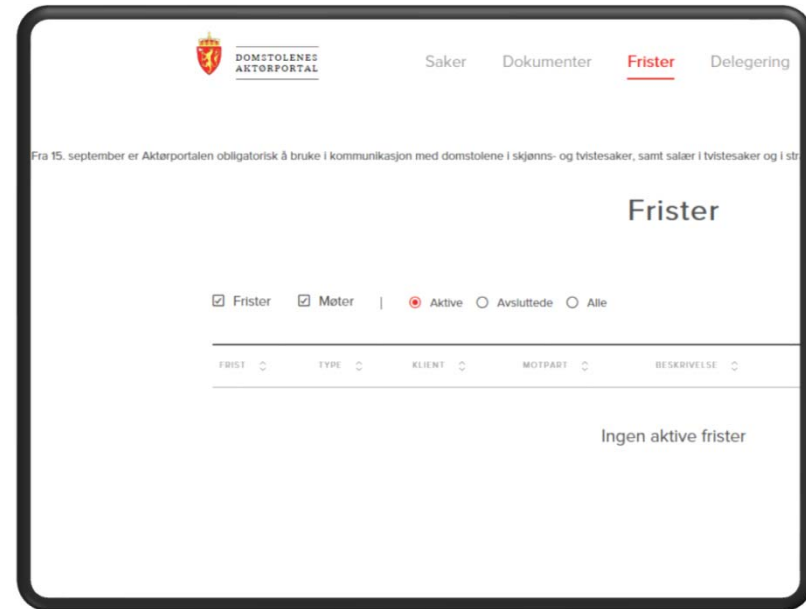 DOMSTOLENES
AKTØRPORTAL
Saker Dokumenter Frister Delegering
Fra 15. september er Aktørportalen obligatorisk å bruke i kommunikasjon med domstolene i skjønns- og tvistesaker, samt salær i tvistesaker og i
Frister
Frister Møter | Aktive Avsluttede Alle
FRIST TYPE KLIENT MOTPART BESKRIVELSE
Ingen aktive frister